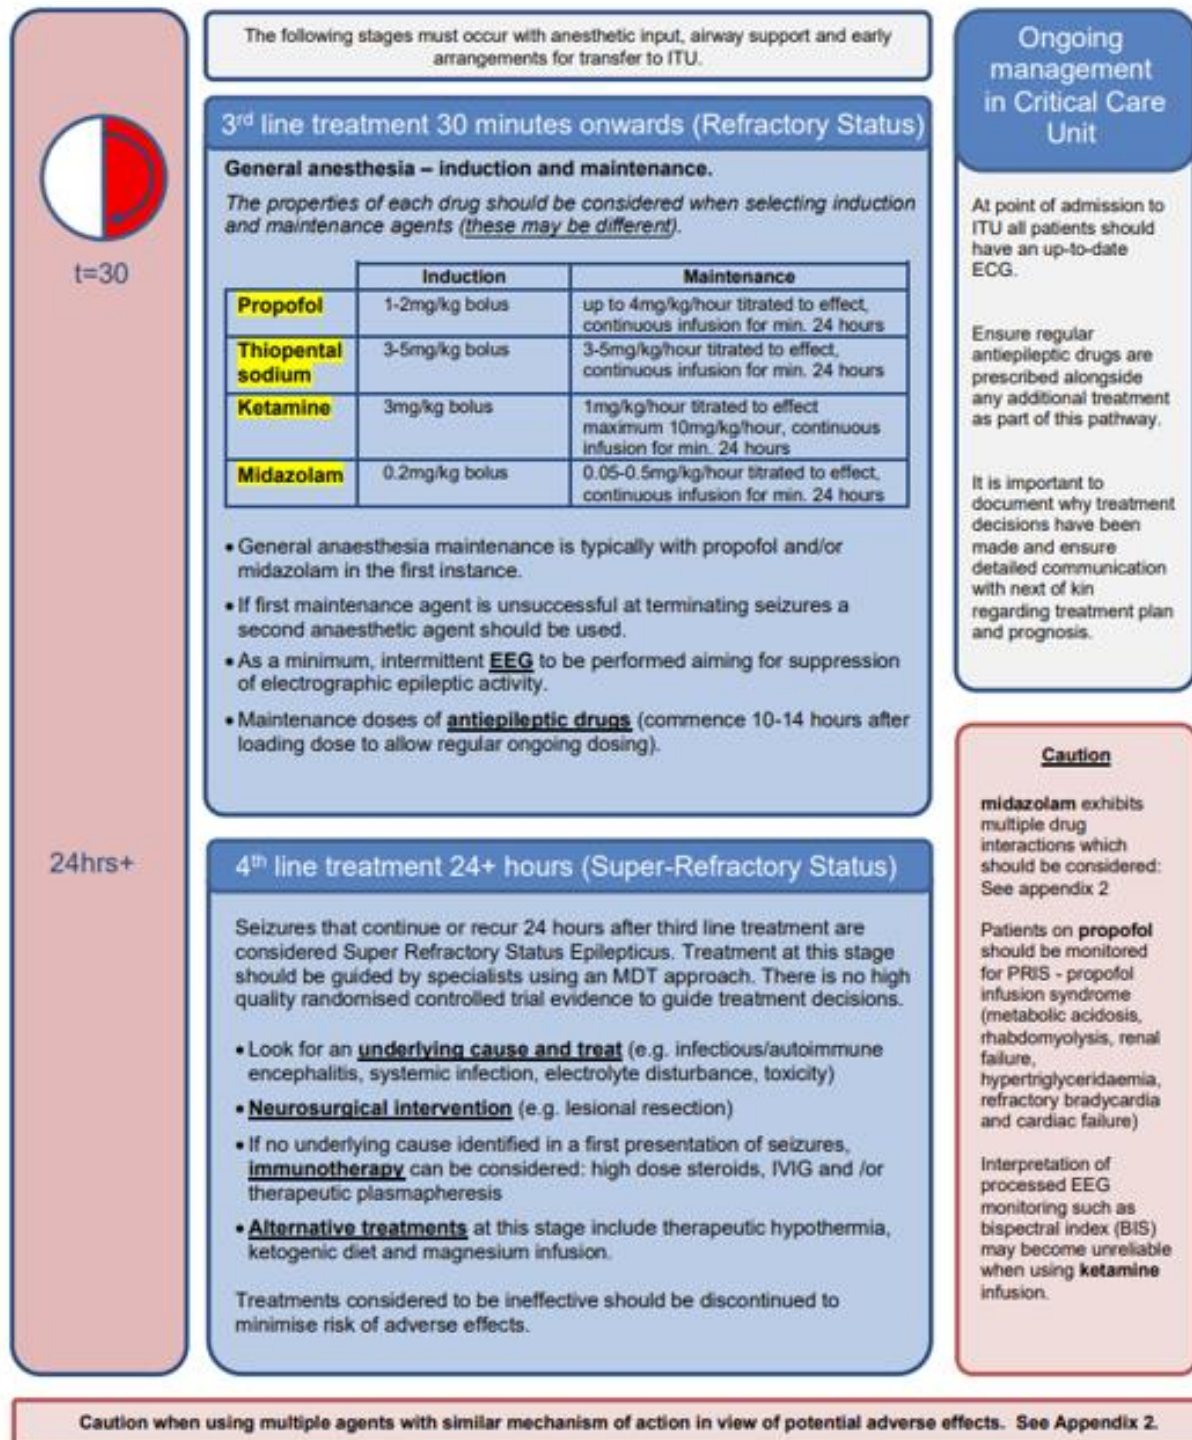 The following stages must occur with anesthetic input, airway support and early
arrangements for transfer to ITU.
t=30
3rd line treatment 30 minutes onwards (Refractory Status)
General anesthesia – induction and maintenance.
The properties of each drug should be considered when selecting induction
and maintenance agents (these may be different).
Induction Maintenance
Propofol 1-2mg/kg bolus up to 4mg/kg/hour titrated to effect,
continuous infusion for min. 24 hours
Thiopental 3-5mg/kg bolus 3-5mg/kg/hour titrated to effect,
sodium continuous infusion for min. 24 hours
Ketamine 3mg/kg bolus 1mg/kg/hour titrated to effect
maximum 10mg/kg/hour, continuous
infusion for min. 24 hours
Midazolam 0.2mg/kg bolus 0.05-0.5mg/kg/hour titrated to effect,
continuous infusion for min. 24 hours
• General anaesthesia maintenance is typically with propofol and/or
midazolam in the first instance.
• If first maintenance agent is unsuccessful at terminating seizures a
second anaesthetic agent should be used.
• As a minimum, intermittent EEG to be performed aiming for suppression
of electrographic epileptic activity.
• Maintenance doses of antiepileptic drugs (commence 10-14 hours after
loading dose to allow regular ongoing dosing).
24hrs+
4th line treatment 24+ hours (Super-Refractory Status)
Seizures that continue or recur 24 hours after third line treatment are
considered Super Refractory Status Epilepticus. Treatment at this stage
should be guided by specialists using an MDT approach. There is no high
quality randomised controlled trial evidence to guide treatment decisions.
• Look for an underlying cause and treat (e.g. infectious/autoimmune
encephalitis, systemic infection, electrolyte disturbance, toxicity)
• Neurosurgical intervention (e.g. lesional resection)
• If no underlying cause identified in a first presentation of seizures,
immunotherapy can be considered: high dose steroids, IVIG and /or
therapeutic plasmapheresis
• Alternative treatments at this stage include therapeutic hypothermia,
ketogenic diet and magnesium infusion.
Treatments considered to be ineffective should be discontinued to
minimise risk of adverse effects.
Ongoing
management
in Critical Care
Unit
At point of admission to
ITU all patients should
have an up-to-date
ECG.
Ensure regular
antiepileptic drugs are
prescribed alongside
any additional treatment
as part of this pathway.
It is important to
document why treatment
decisions have been
made and ensure
detailed communication
with next of kin
regarding treatment plan
and prognosis.
Caution
midazolam exhibits
multiple drug
interactions which
should be considered:
See appendix 2
Patients on propofol
should be monitored
for PRIS - propofol
infusion syndrome
(metabolic acidosis,
rhabdomyolysis, renal
failure,
hypertriglyceridaemia,
refractory bradycardia
and cardiac failure)
Interpretation of
processed EEG
monitoring such as
bispectral index (BIS)
may become unreliable
when using ketamine
infusion.
Caution when using multiple agents with similar mechanism of action in view of potential adverse effects. See Appendix 2.